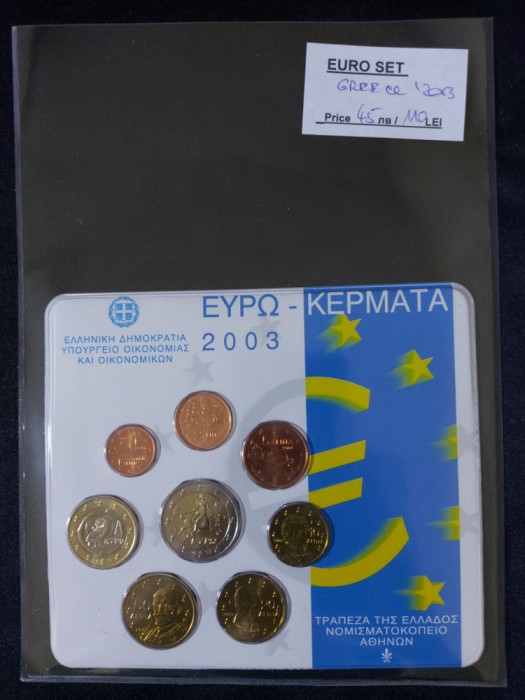 EURO SET
GREECE '2003
Price 45 лв / 110 LEI
ΕΥΡΩ - ΚΕΡΜΑΤΑ
2003
ΕΛΛΗΝΙΚΗ ΔΗΜΟΚΡΑΤΙΑ
ΥΠΟΥΡΓΕΙΟ ΟΙΚΟΝΟΜΙΑΣ
ΚΑΙ ΟΙΚΟΝΟΜΙΚΩΝ
ΤΡΑΠΕΖΑ ΤΗΣ ΕΛΛΑΔΟΣ
ΝΟΜΙΣΜΑΤΟΚΟΠΕΙΟ
ΑΘΗΝΩΝ